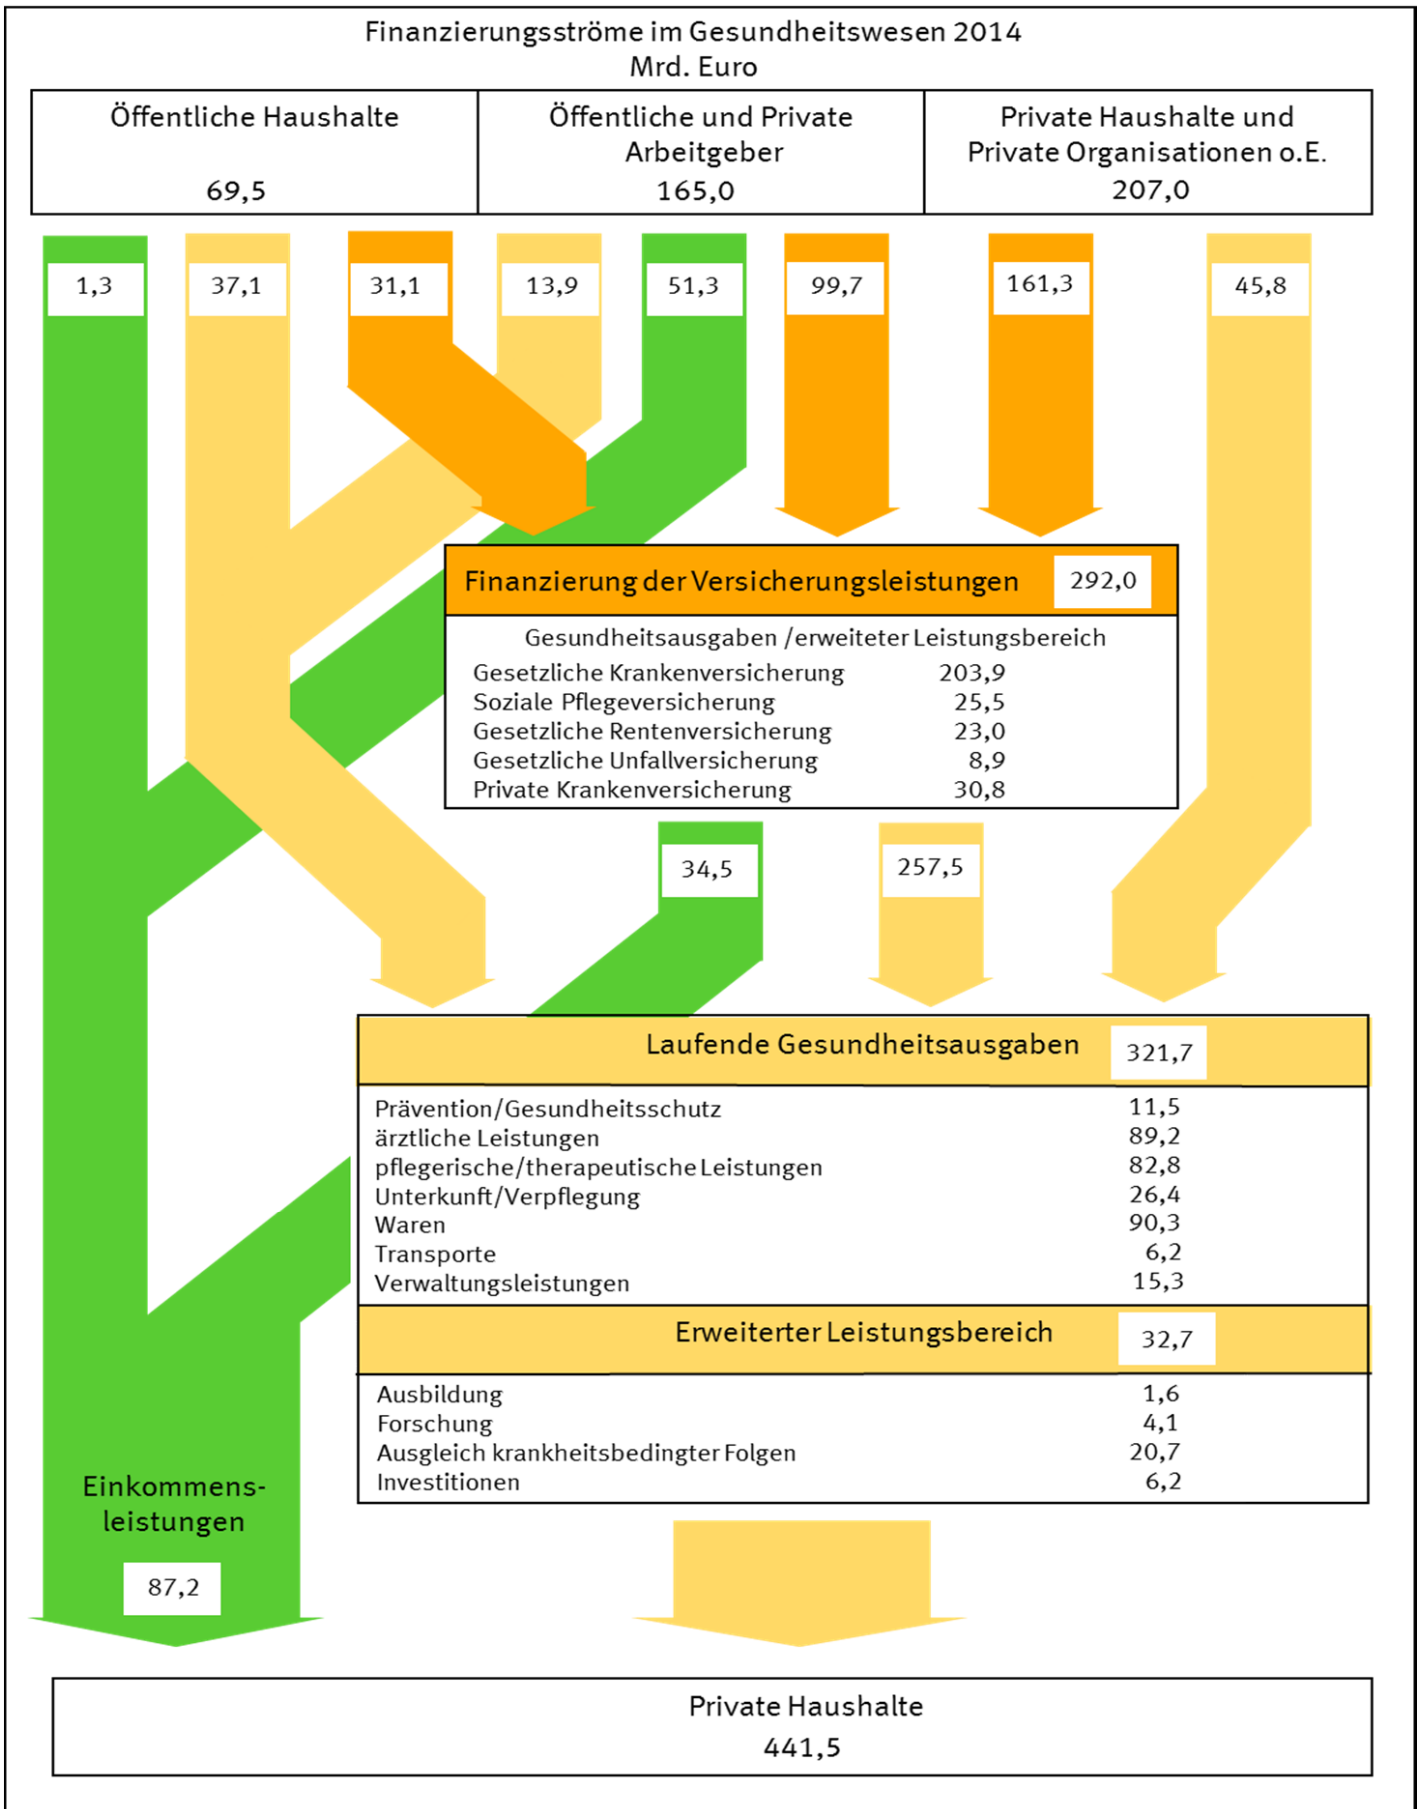 Finanzierungsströme im Gesundheitswesen 2014
Mrd. Euro
Öffentliche Haushalte
69,5
Öffentliche und Private
Arbeitgeber
165,0
Private Haushalte und
Private Organisationen o.E.
207,0
1,3
37,1
31,1
13,9
51,3
99,7
161,3
45,8
Finanzierung der Versicherungsleistungen 292,0
Gesundheitsausgaben /erweiteter Leistungsbereich
Gesetzliche Krankenversicherung 203,9
Soziale Pflegeversicherung 25,5
Gesetzliche Rentenversicherung 23,0
Gesetzliche Unfallversicherung 8,9
Private Krankenversicherung 30,8
34,5
257,5
Laufende Gesundheitsausgaben 321,7
Prävention/Gesundheitsschutz 11,5
ärztliche Leistungen 89,2
pflegerische/therapeutische Leistungen 82,8
Unterkunft/Verpflegung 26,4
Waren 90,3
Transporte 6,2
Verwaltungsleistungen 15,3
Erweiterter Leistungsbereich 32,7
Ausbildung 1,6
Forschung 4,1
Ausgleich krankheitsbedingter Folgen 20,7
Investitionen 6,2
Einkommens-
leistungen
87,2
Private Haushalte
441,5